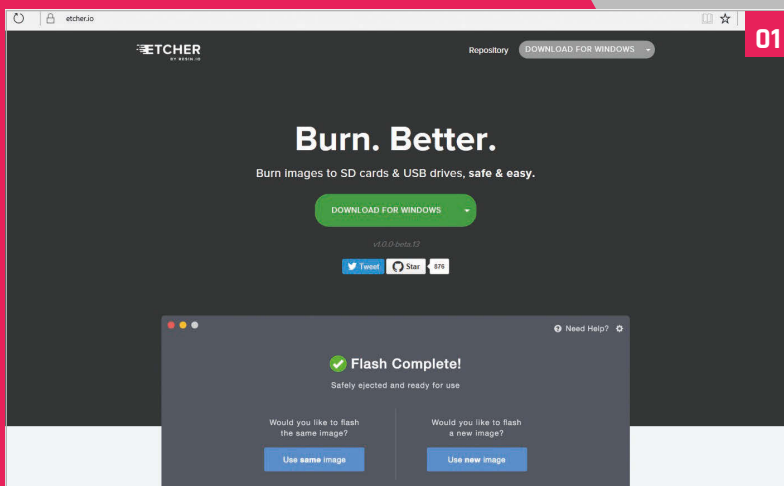 etcher.io
01
ETCHER
BY RESIN.IO
Repository
DOWNLOAD FOR WINDOWS
Burn. Better.
Burn images to SD cards & USB drives, safe & easy.
DOWNLOAD FOR WINDOWS
v1.0.0-beta.13
Tweet
Star
876
Need Help?
Flash Complete!
Safely ejected and ready for use
Would you like to flash
the same image?
Use same image
Would you like to flash
a new image?
Use new image